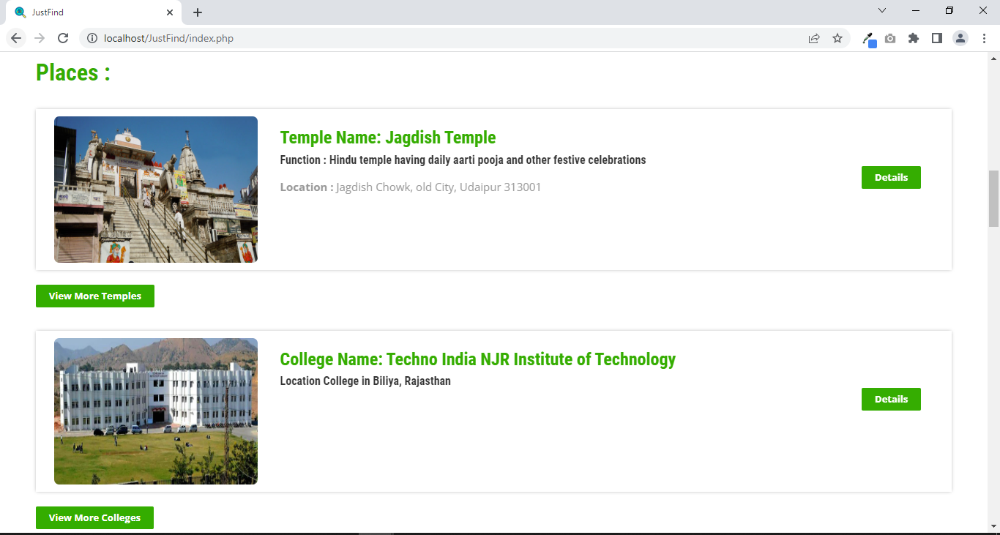 JustFind
localhost/JustFind/index.php
Places :
Temple Name: Jagdish Temple
Function : Hindu temple having daily aarti pooja and other festive celebrations
Location : Jagdish Chowk, old City, Udaipur 313001
Details
View More Temples
College Name: Techno India NJR Institute of Technology
Location College in Biliya, Rajasthan
Details
View More Colleges